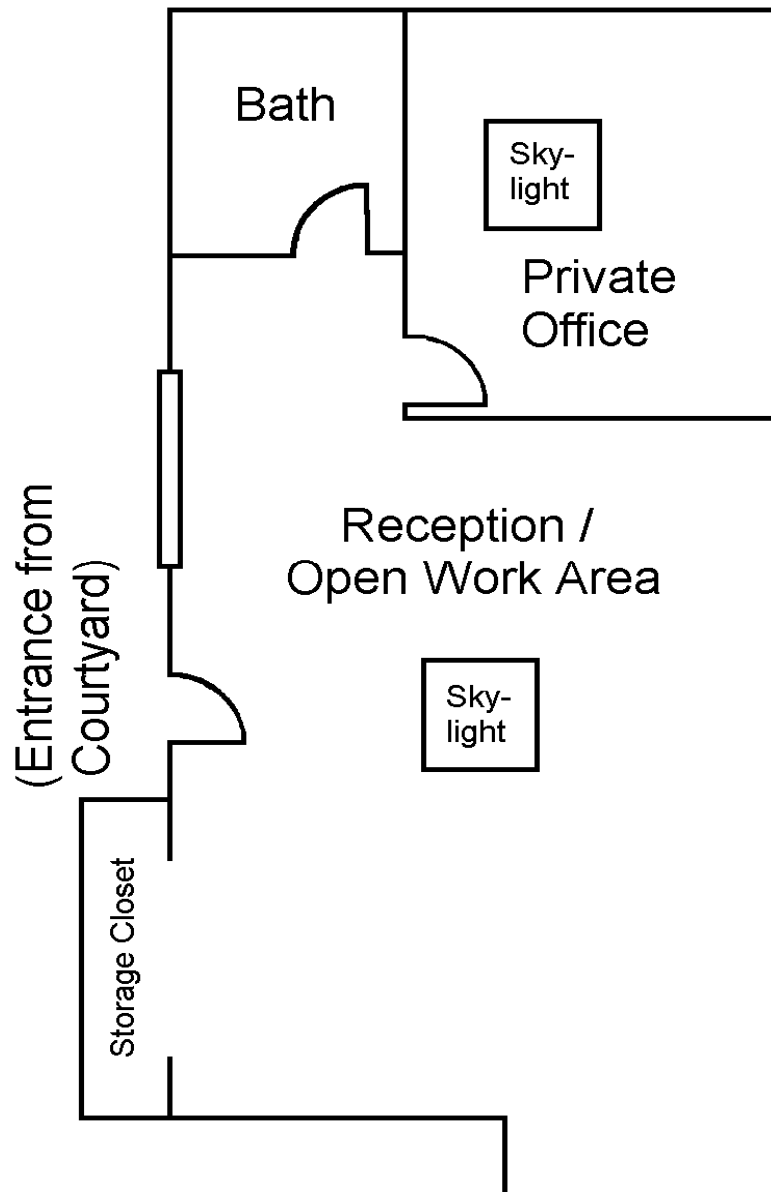 Bath
Sky-
light
Private
Office
(Entrance from
Courtyard)
Reception /
Open Work Area
Sky-
light
Storage Closet